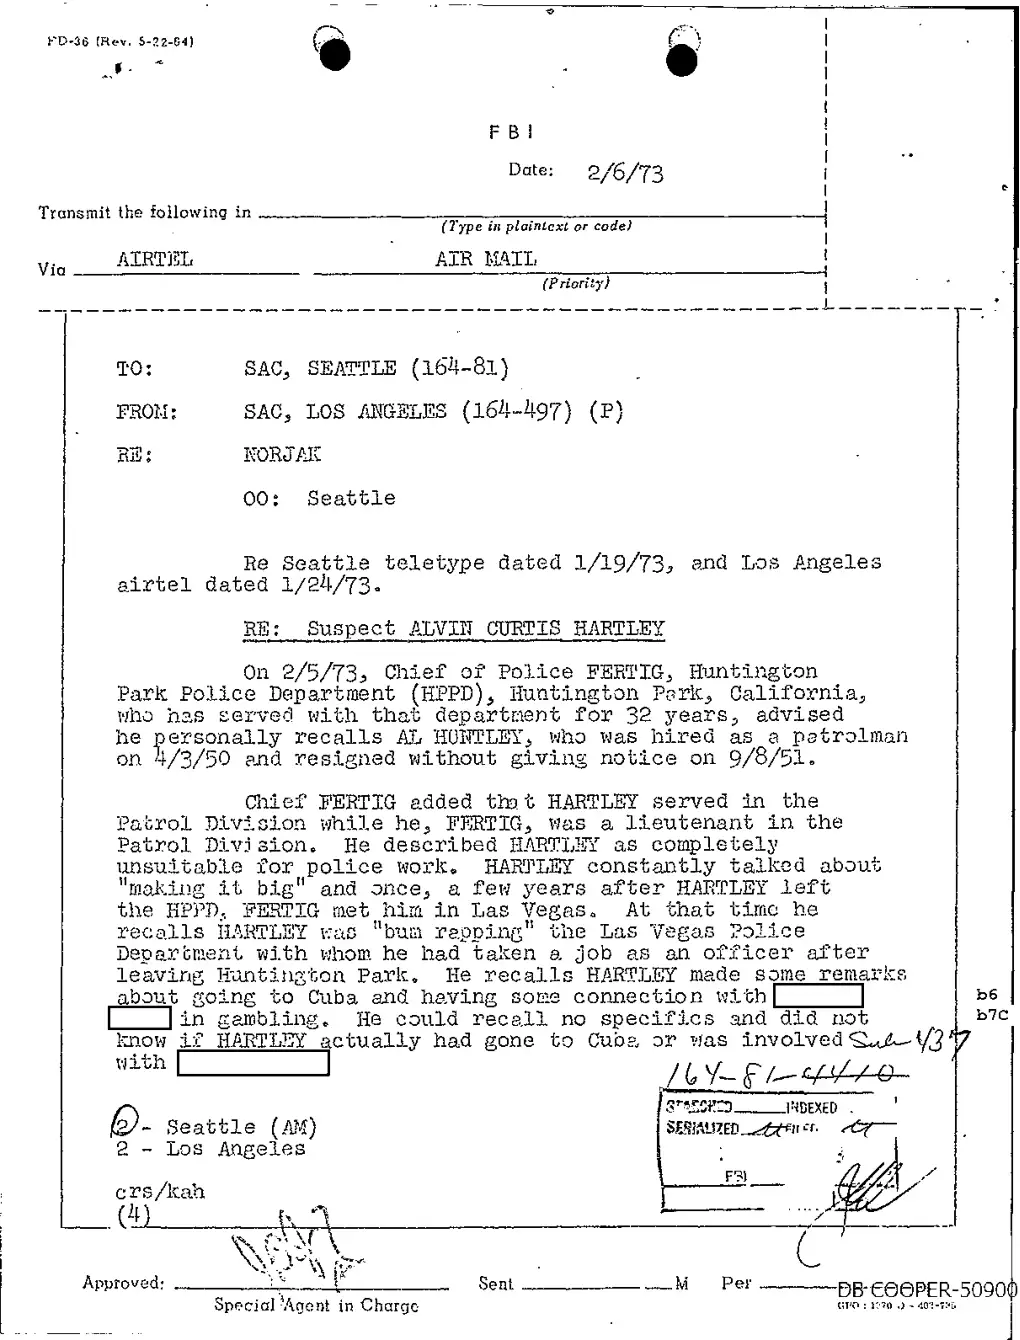 FD-36 (Rev. 5-22-64)
F B I
Date: 2/6/73
Transmit the following in
(Type in plaintext or code)
Via AIRTEL AIR MAIL
(Priority)
TO: SAC, SEATTLE (164-81)
FROM: SAC, LOS ANGELES (164-497) (P)
RE: NORJAK
OO: Seattle
Re Seattle teletype dated 1/19/73, and Los Angeles
airtel dated 1/24/73.
RE: Suspect ALVIN CURTIS HARTLEY
On 2/5/73, Chief of Police FERTIG, Huntington
Park Police Department (HPPD), Huntington Park, California,
who has served with that department for 32 years, advised
he personally recalls AL HUNTLEY, who was hired as a patrolman
on 4/3/50 and resigned without giving notice on 9/8/51.
Chief FERTIG added that HARTLEY served in the
Patrol Division while he, FERTIG, was a lieutenant in the
Patrol Division. He described HARTLEY as completely
unsuitable for police work. HARTLEY constantly talked about
"making it big" and once, a few years after HARTLEY left
the HPPD, FERTIG met him in Las Vegas. At that time he
recalls HARTLEY was "bum rapping" the Las Vegas Police
Department with whom he had taken a job as an officer after
leaving Huntington Park. He recalls HARTLEY made some remarks
about going to Cuba and having some connection with
in gambling. He could recall no specifics and did not
know if HARTLEY actually had gone to Cuba or was involved
with
b6
b7C
Sub 437
164-81-4410
2 - Seattle (AM)
2 - Los Angeles
crs/kah
(4)
SEARCHED INDEXED
SERIALIZED
FBI
Approved: Sent M Per
Special Agent in Charge
DB COOPER-50900